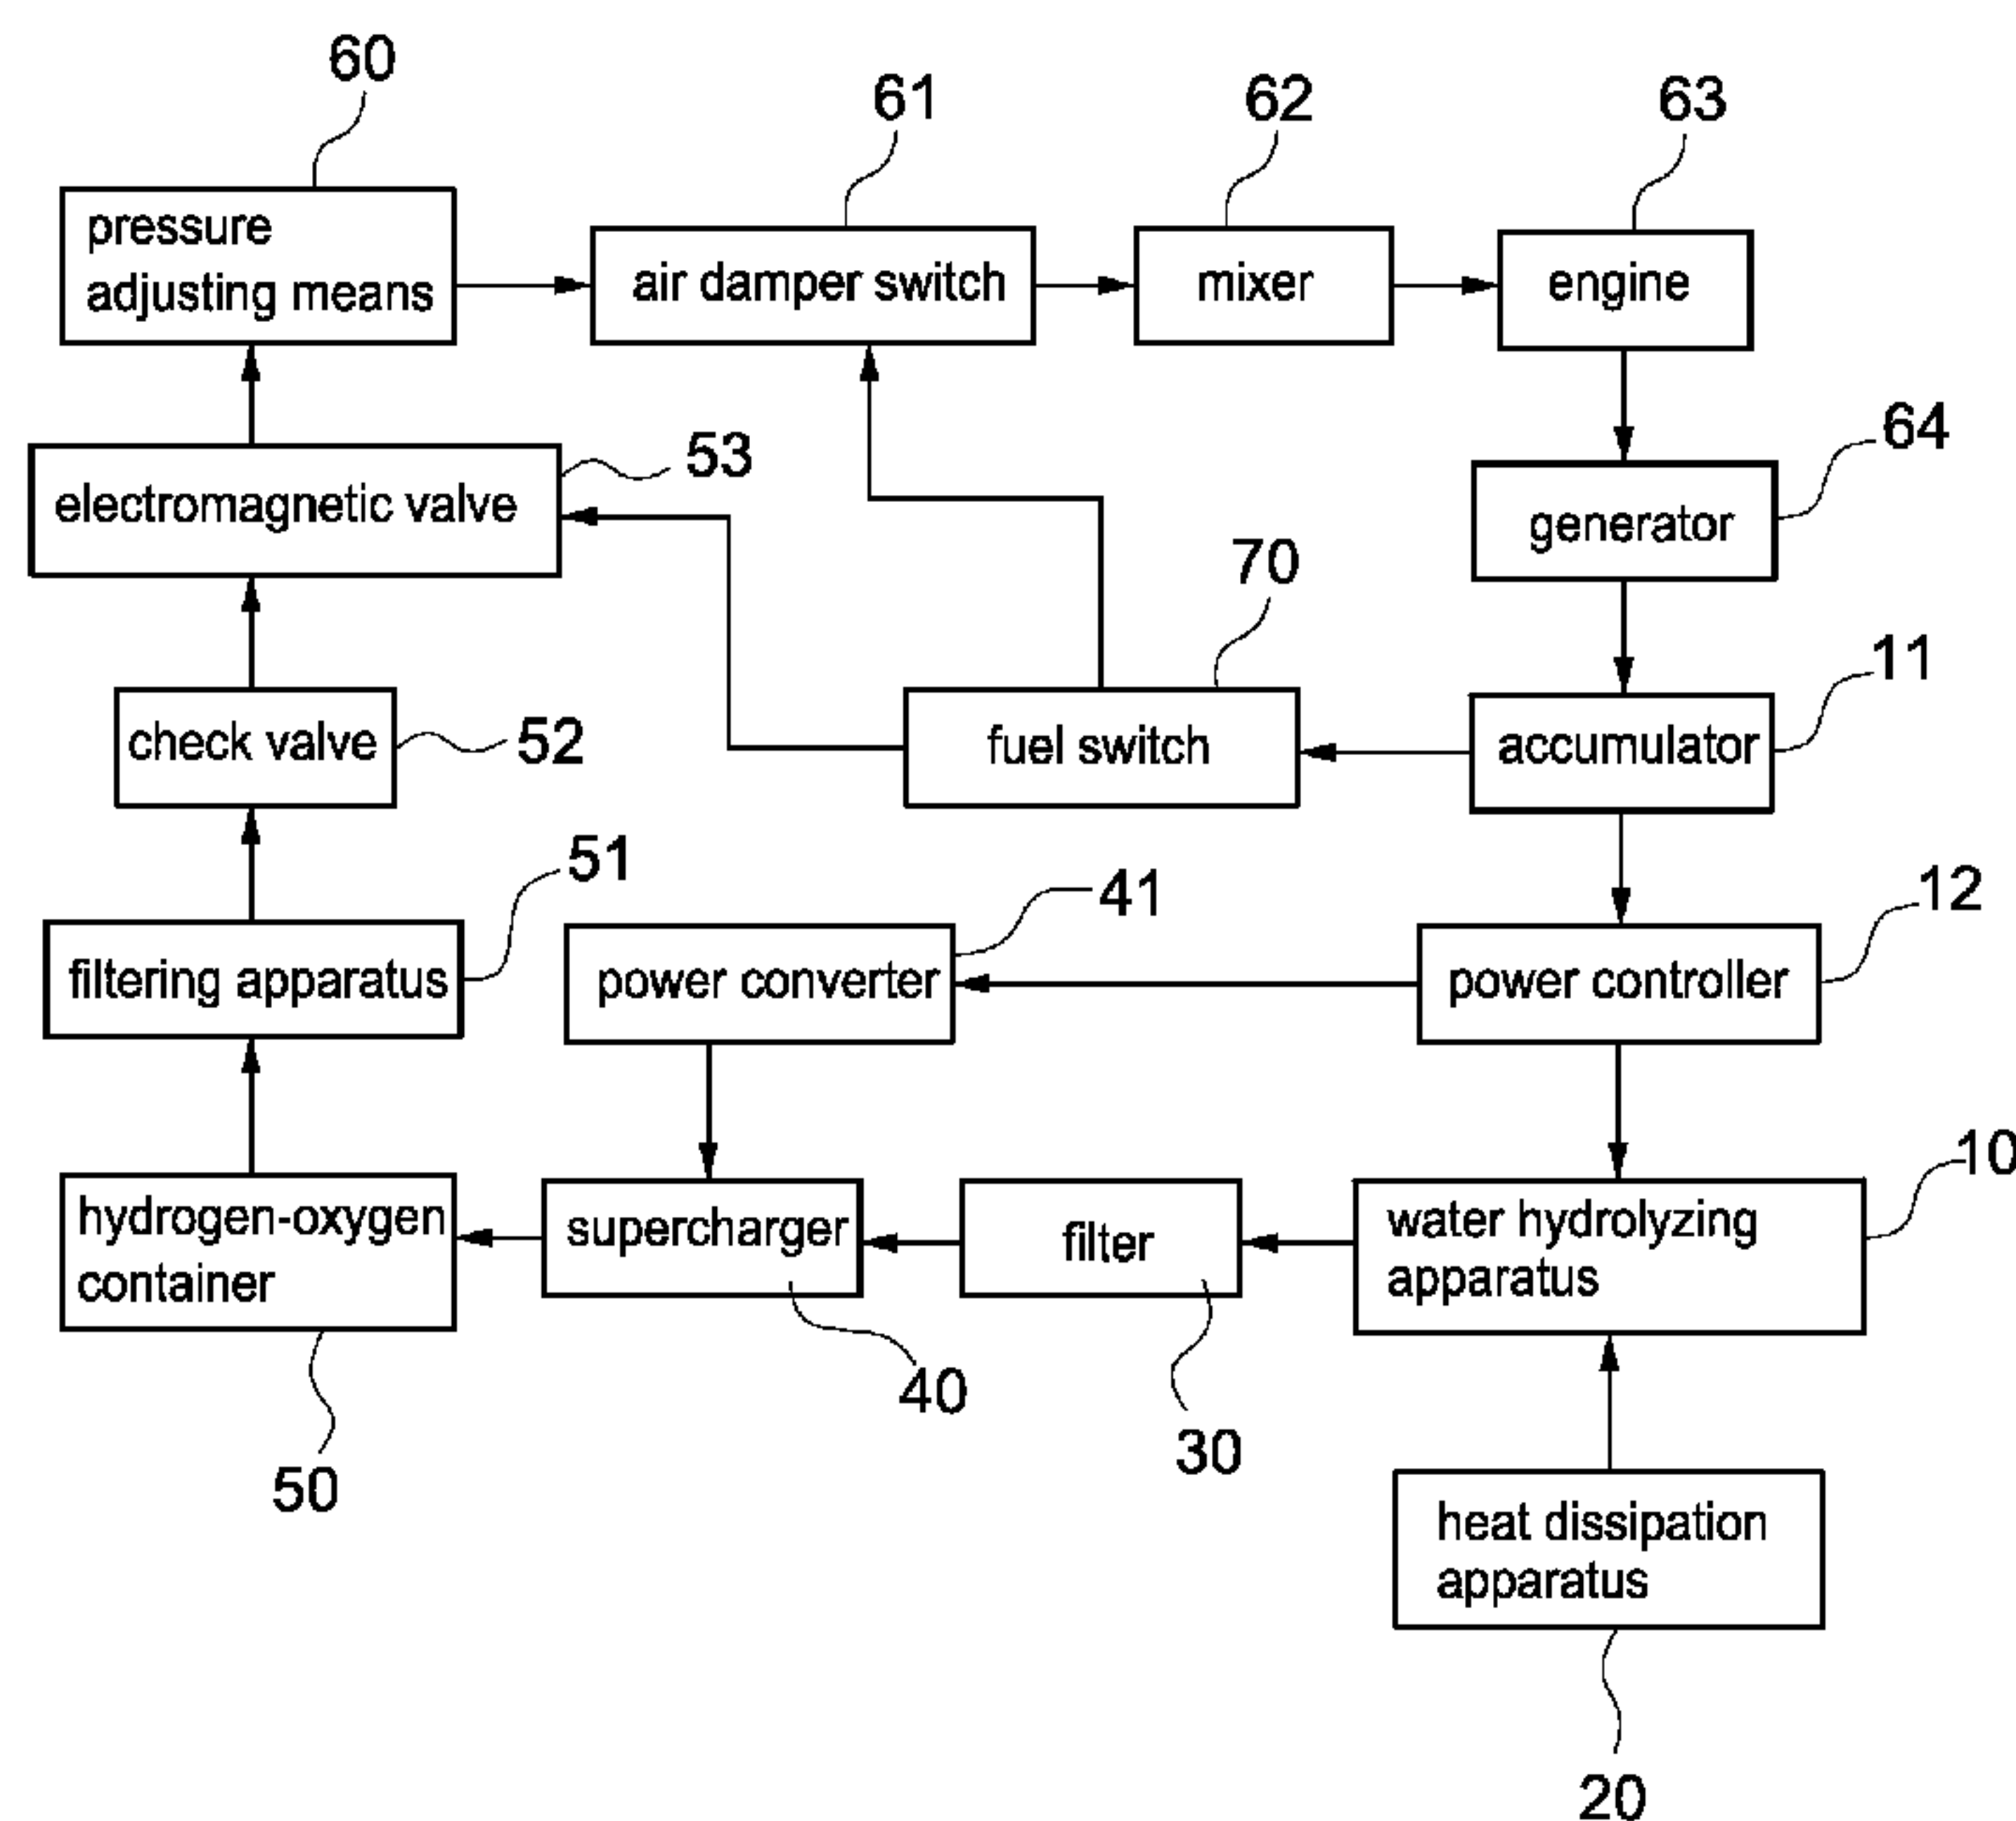 60
61
62
63
pressure
adjusting means
air damper switch
mixer
engine
64
53
electromagnetic valve
generator
70
11
check valve
52
fuel switch
accumulator
51
41
12
filtering apparatus
power converter
power controller
10
hydrogen-oxygen
container
supercharger
filter
water hydrolyzing
apparatus
40
30
50
heat dissipation
apparatus
20